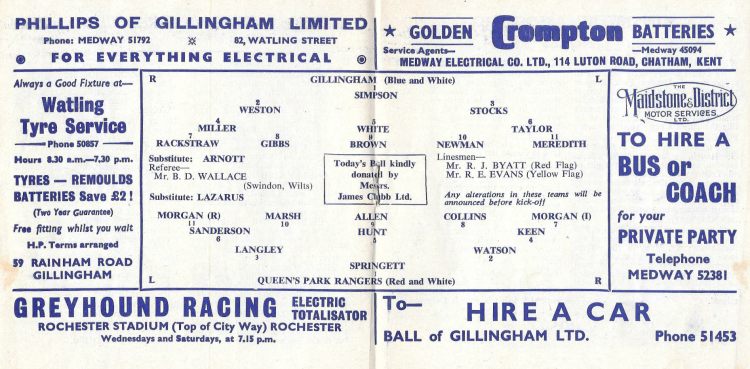 PHILLIPS OF GILLINGHAM LIMITED
Phone: MEDWAY 51792 82, WATLING STREET
FOR EVERYTHING ELECTRICAL
GOLDEN Crompton BATTERIES
Service Agents— —Medway 45094
MEDWAY ELECTRICAL CO. LTD., 114 LUTON ROAD, CHATHAM, KENT
Always a Good Fixture at—
Watling
Tyre Service
Phone 50857
Hours 8.30 a.m.–7.30 p.m.
TYRES — REMOULDS
BATTERIES Save £2!
(Two Year Guarantee)
Free fitting whilst you wait
H.P. Terms arranged
59 RAINHAM ROAD
GILLINGHAM
R GILLINGHAM (Blue and White) L
SIMPSON
2 3
WESTON STOCKS
4 5 6
MILLER WHITE TAYLOR
7 8 9 10 11
RACKSTRAW GIBBS BROWN NEWMAN MEREDITH
Substitute: ARNOTT
Referee—
Mr. B. D. WALLACE
(Swindon, Wilts)
Substitute: LAZARUS
Today's Ball kindly
donated by
Messrs.
James Clubb Ltd.
Linesmen—
Mr. R. J. BYATT (Red Flag)
Mr. R. E. EVANS (Yellow Flag)
Any alterations in these teams will be
announced before kick-off
MORGAN (R) MARSH ALLEN COLLINS MORGAN (I)
11 10 9 8 7
SANDERSON HUNT KEEN
6 5 4
LANGLEY WATSON
3 2
SPRINGETT
L QUEEN'S PARK RANGERS (Red and White) R
THE
Maidstone & District
MOTOR SERVICES
LTD.
TO HIRE A
BUS or
COACH
for your
PRIVATE PARTY
Telephone
MEDWAY 52381
GREYHOUND RACING ELECTRIC
TOTALISATOR
ROCHESTER STADIUM (Top of City Way) ROCHESTER
Wednesdays and Saturdays, at 7.15 p.m.
To—
HIRE A CAR
BALL of GILLINGHAM LTD. Phone 51453